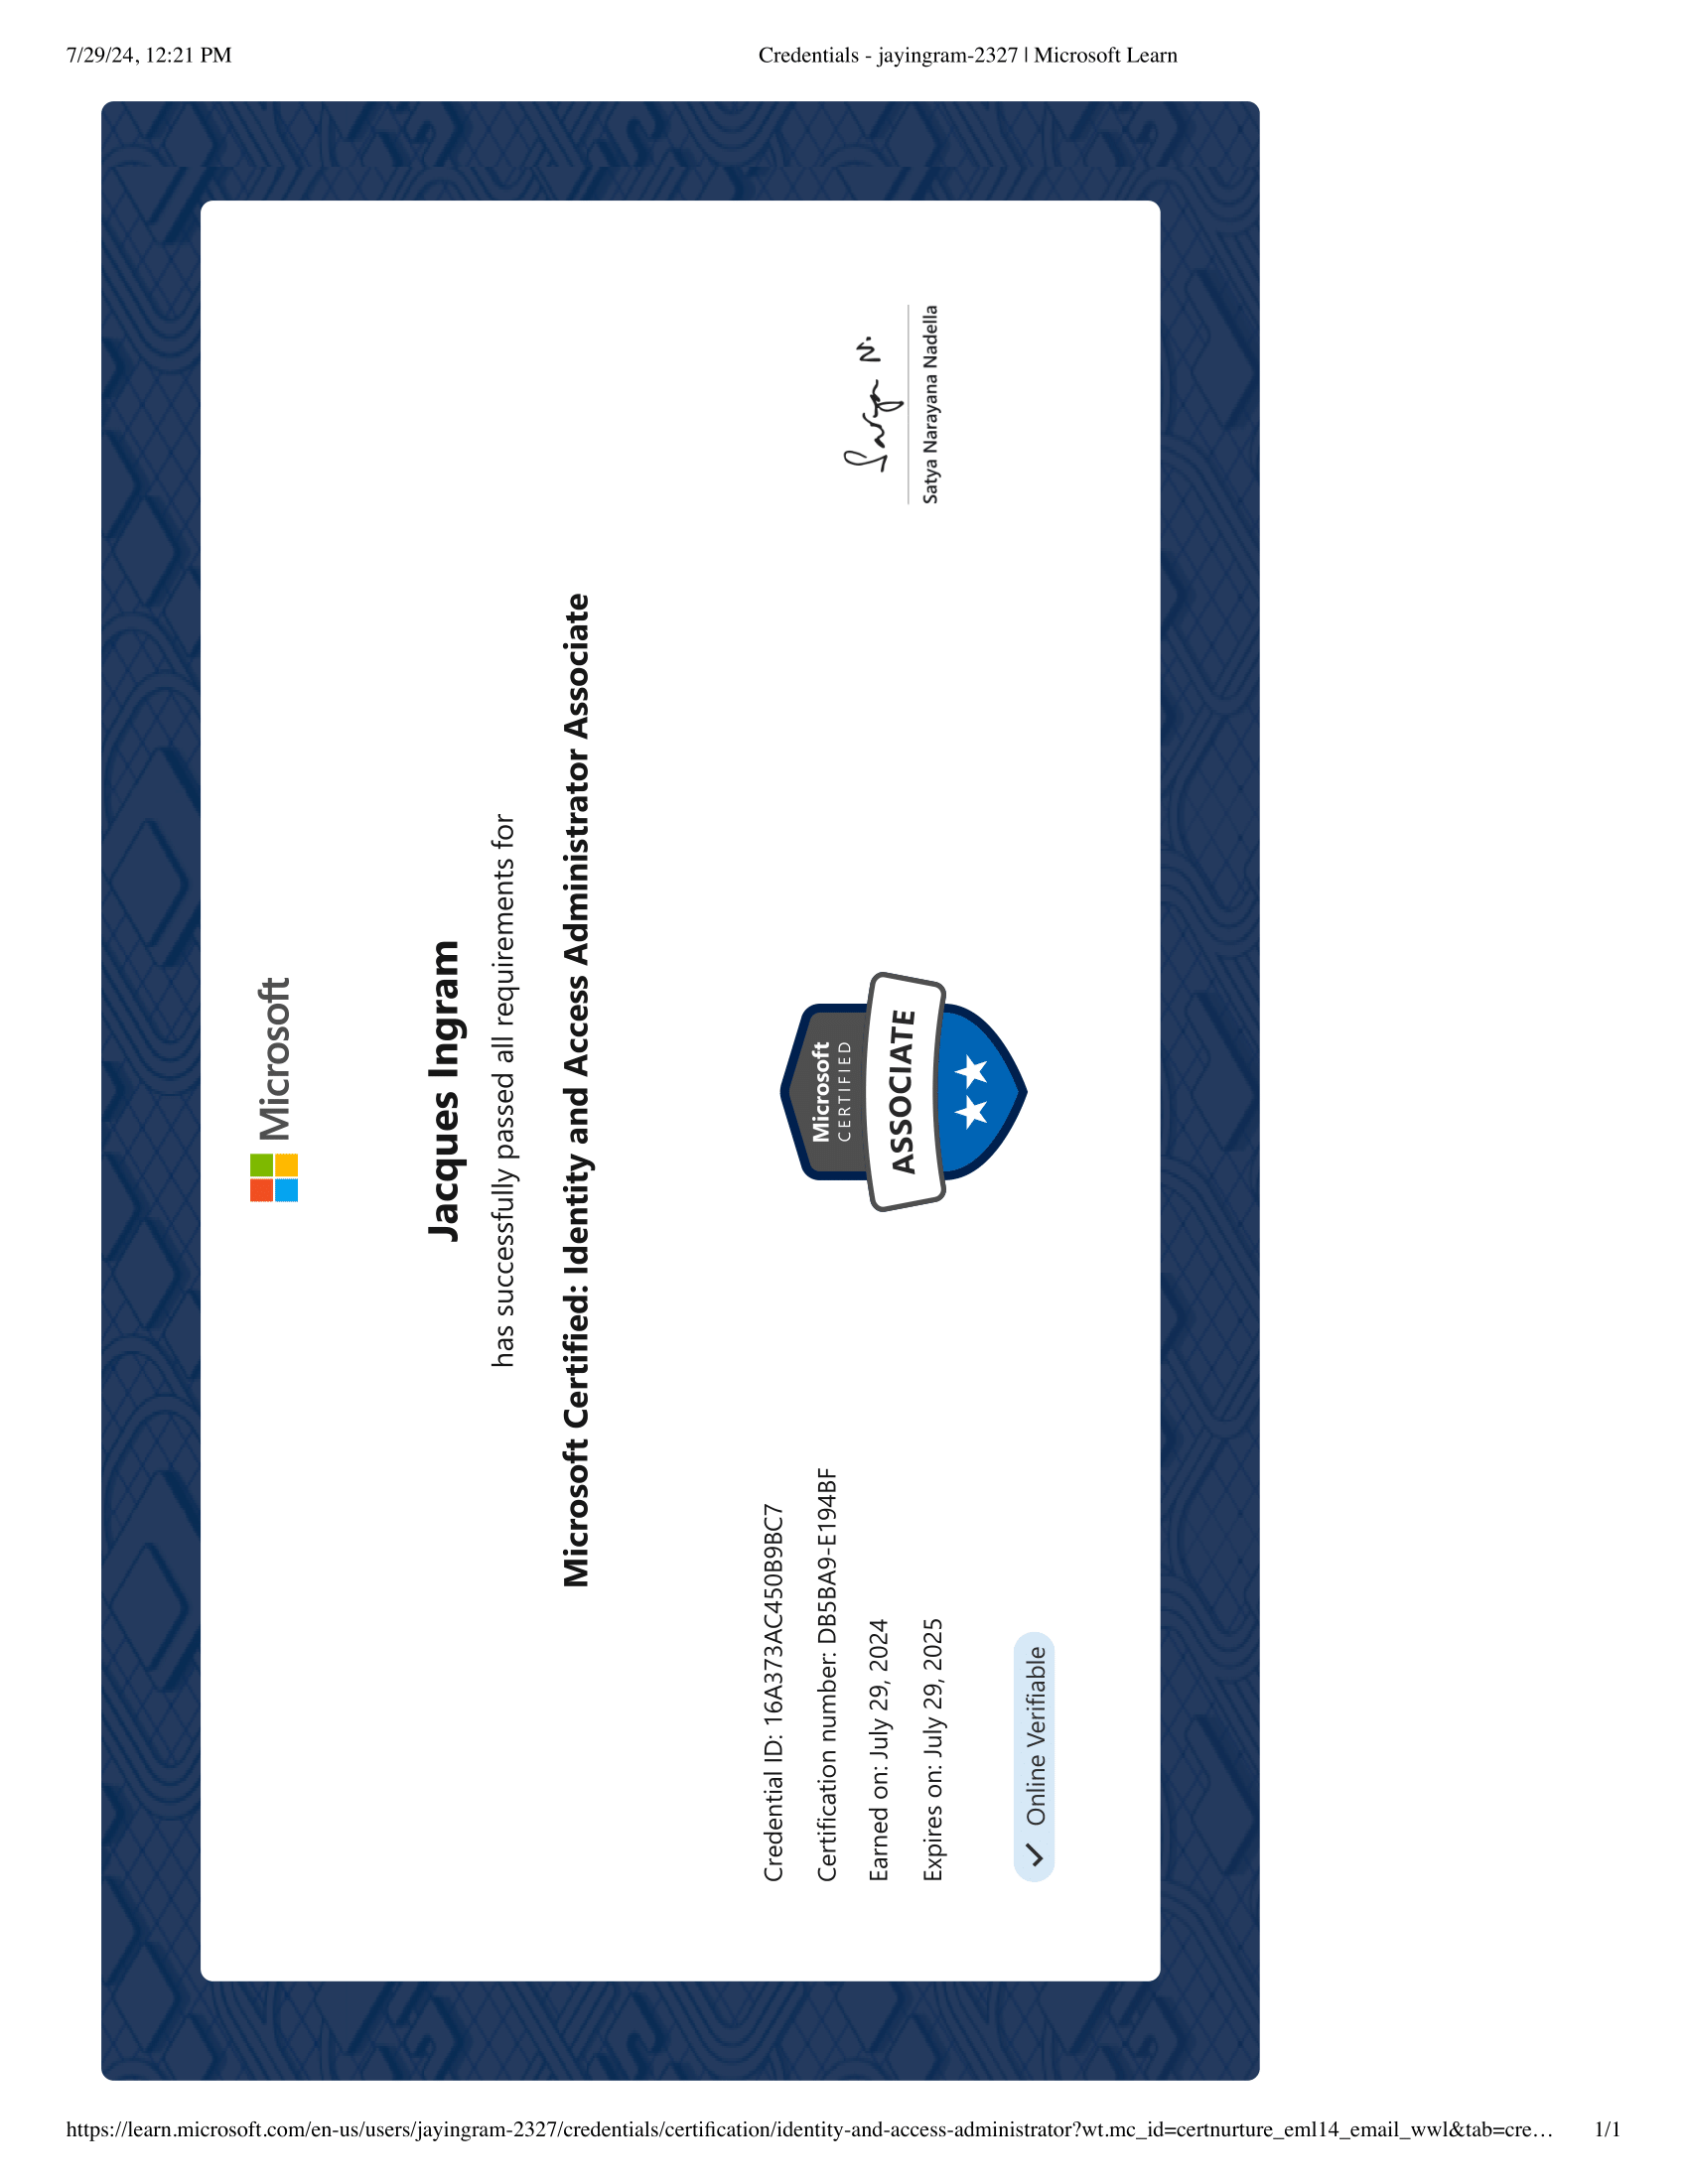 7/29/24, 12:21 PM
Credentials - jayingram-2327 | Microsoft Learn
Microsoft
Jacques Ingram
has successfully passed all requirements for
Microsoft Certified: Identity and Access Administrator Associate
Credential ID: 16A373AC450B9BC7
Certification number: DB5BA9-E194BF
Earned on: July 29, 2024
Expires on: July 29, 2025
Online Verifiable
Microsoft
CERTIFIED
ASSOCIATE
Satya N.
Satya Narayana Nadella
https://learn.microsoft.com/en-us/users/jayingram-2327/credentials/certification/identity-and-access-administrator?wt.mc_id=certnurture_eml14_email_wwl&tab=cre…
1/1